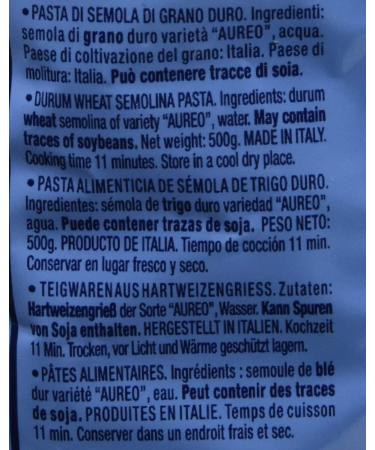 • PASTA DI SEMOLA DI GRANO DURO. Ingredienti:
semola di grano duro varietà "AUREO", acqua.
Paese di coltivazione del grano: Italia. Paese di
molitura: Italia. Può contenere tracce di soia.
• DURUM WHEAT SEMOLINA PASTA. Ingredients: durum
wheat semolina of variety "AUREO", water. May contain
traces of soybeans. Net weight: 500g. MADE IN ITALY.
Cooking time 11 minutes. Store in a cool dry place.
• PASTA ALIMENTICIA DE SÉMOLA DE TRIGO DURO.
Ingredientes: sémola de trigo duro variedad "AUREO",
agua. Puede contener trazas de soja. PESO NETO:
500g. PRODUCTO DE ITALIA. Tiempo de cocción 11 min.
Conservar en lugar fresco y seco.
• TEIGWAREN AUS HARTWEIZENGRIESS. Zutaten:
Hartweizengrieß der Sorte "AUREO", Wasser. Kann Spuren
von Soja enthalten. HERGESTELLT IN ITALIEN. Kochzeit
11 Min. Trocken, vor Licht und Wärme geschützt lagern.
• PÂTES ALIMENTAIRES. Ingrédients : semoule de blé
dur variété "AUREO", eau. Peut contenir des traces
de soja. PRODUITES EN ITALIE. Temps de cuisson
11 min. Conserver dans un endroit frais et sec.